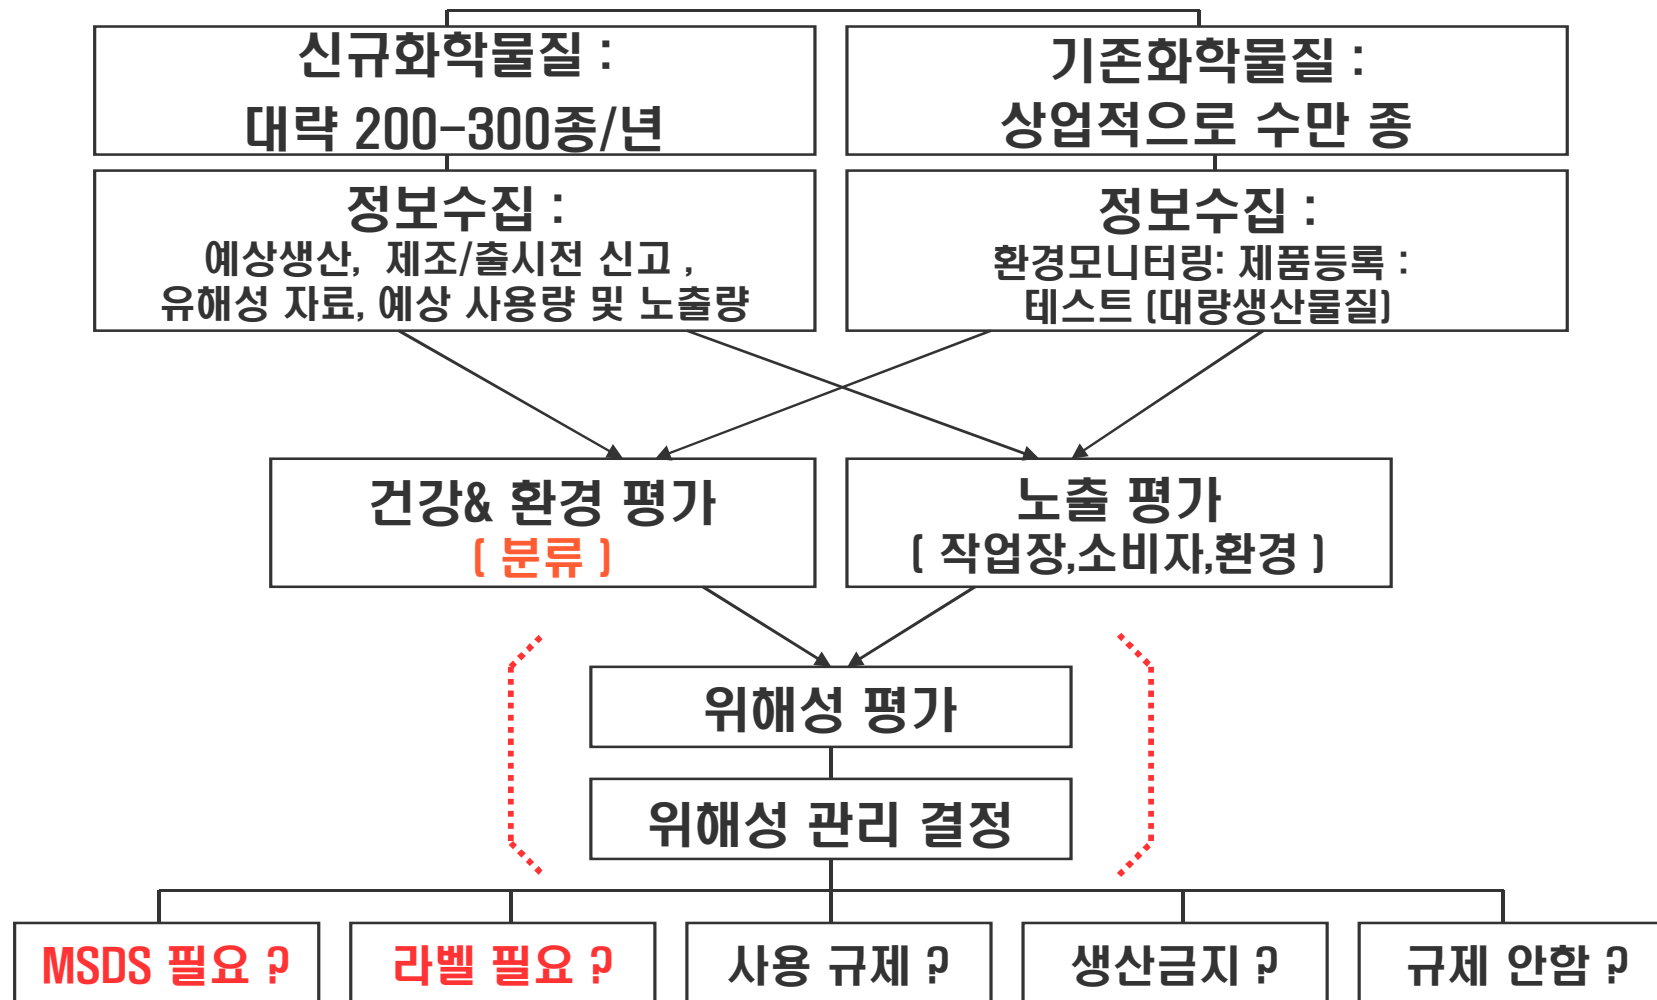 신규화학물질 :
대략 200-300종/년
기존화학물질 :
상업적으로 수만 종
정보수집 :
예상생산, 제조/출시전 신고 ,
유해성 자료, 예상 사용량 및 노출량
정보수집 :
환경모니터링: 제품등록 :
테스트 (대량생산물질)
건강& 환경 평가
( 분류 )
노출 평가
( 작업장,소비자,환경 )
위해성 평가
위해성 관리 결정
MSDS 필요 ?
라벨 필요 ?
사용 규제 ?
생산금지 ?
규제 안함 ?